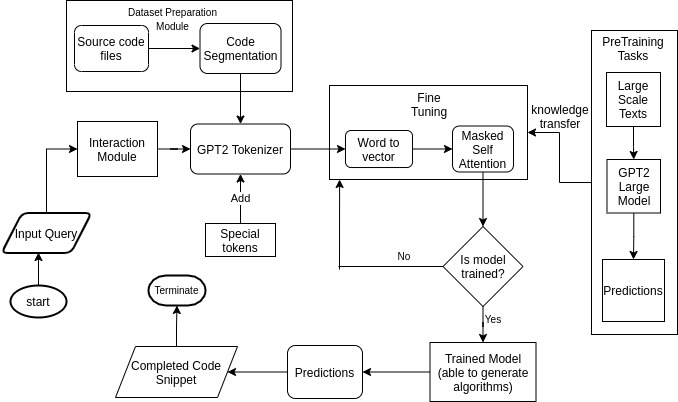 Dataset Preparation
Module
Source code
files
Code
Segmentation
PreTraining
Tasks
Large
Scale
Texts
GPT2
Large
Model
Predictions
knowledge
transfer
Fine
Tuning
Word to
vector
Masked
Self
Attention
Interaction
Module
GPT2 Tokenizer
Add
Special
tokens
Input Query
start
No
Is model
trained?
Yes
Terminate
Completed Code
Snippet
Predictions
Trained Model
(able to generate
algorithms)